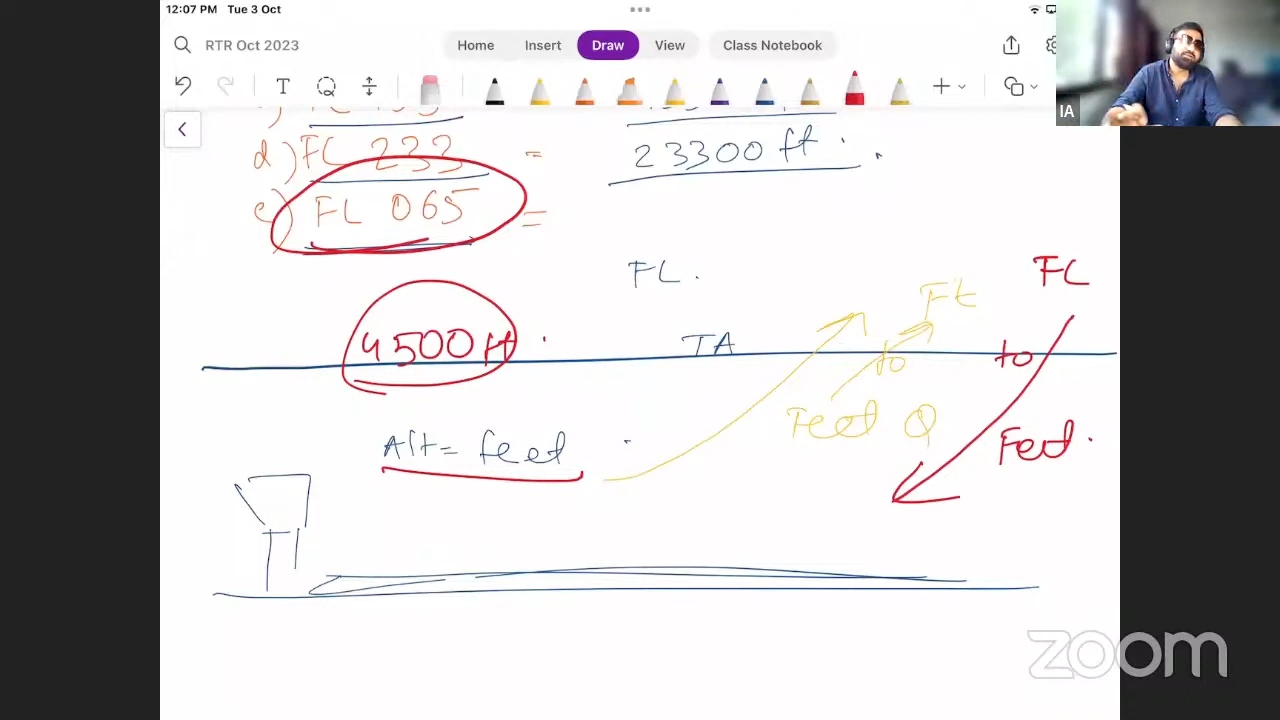 12:07 PM Tue 3 Oct
RTR Oct 2023
Home Insert Draw View Class Notebook
IA
d) FL 233 = 23300 ft.
e) FL 065 =
FL.
FL
Ft
4500 ft.
TA
to
to
Feet Q
Feet.
Alt = feet
zoom